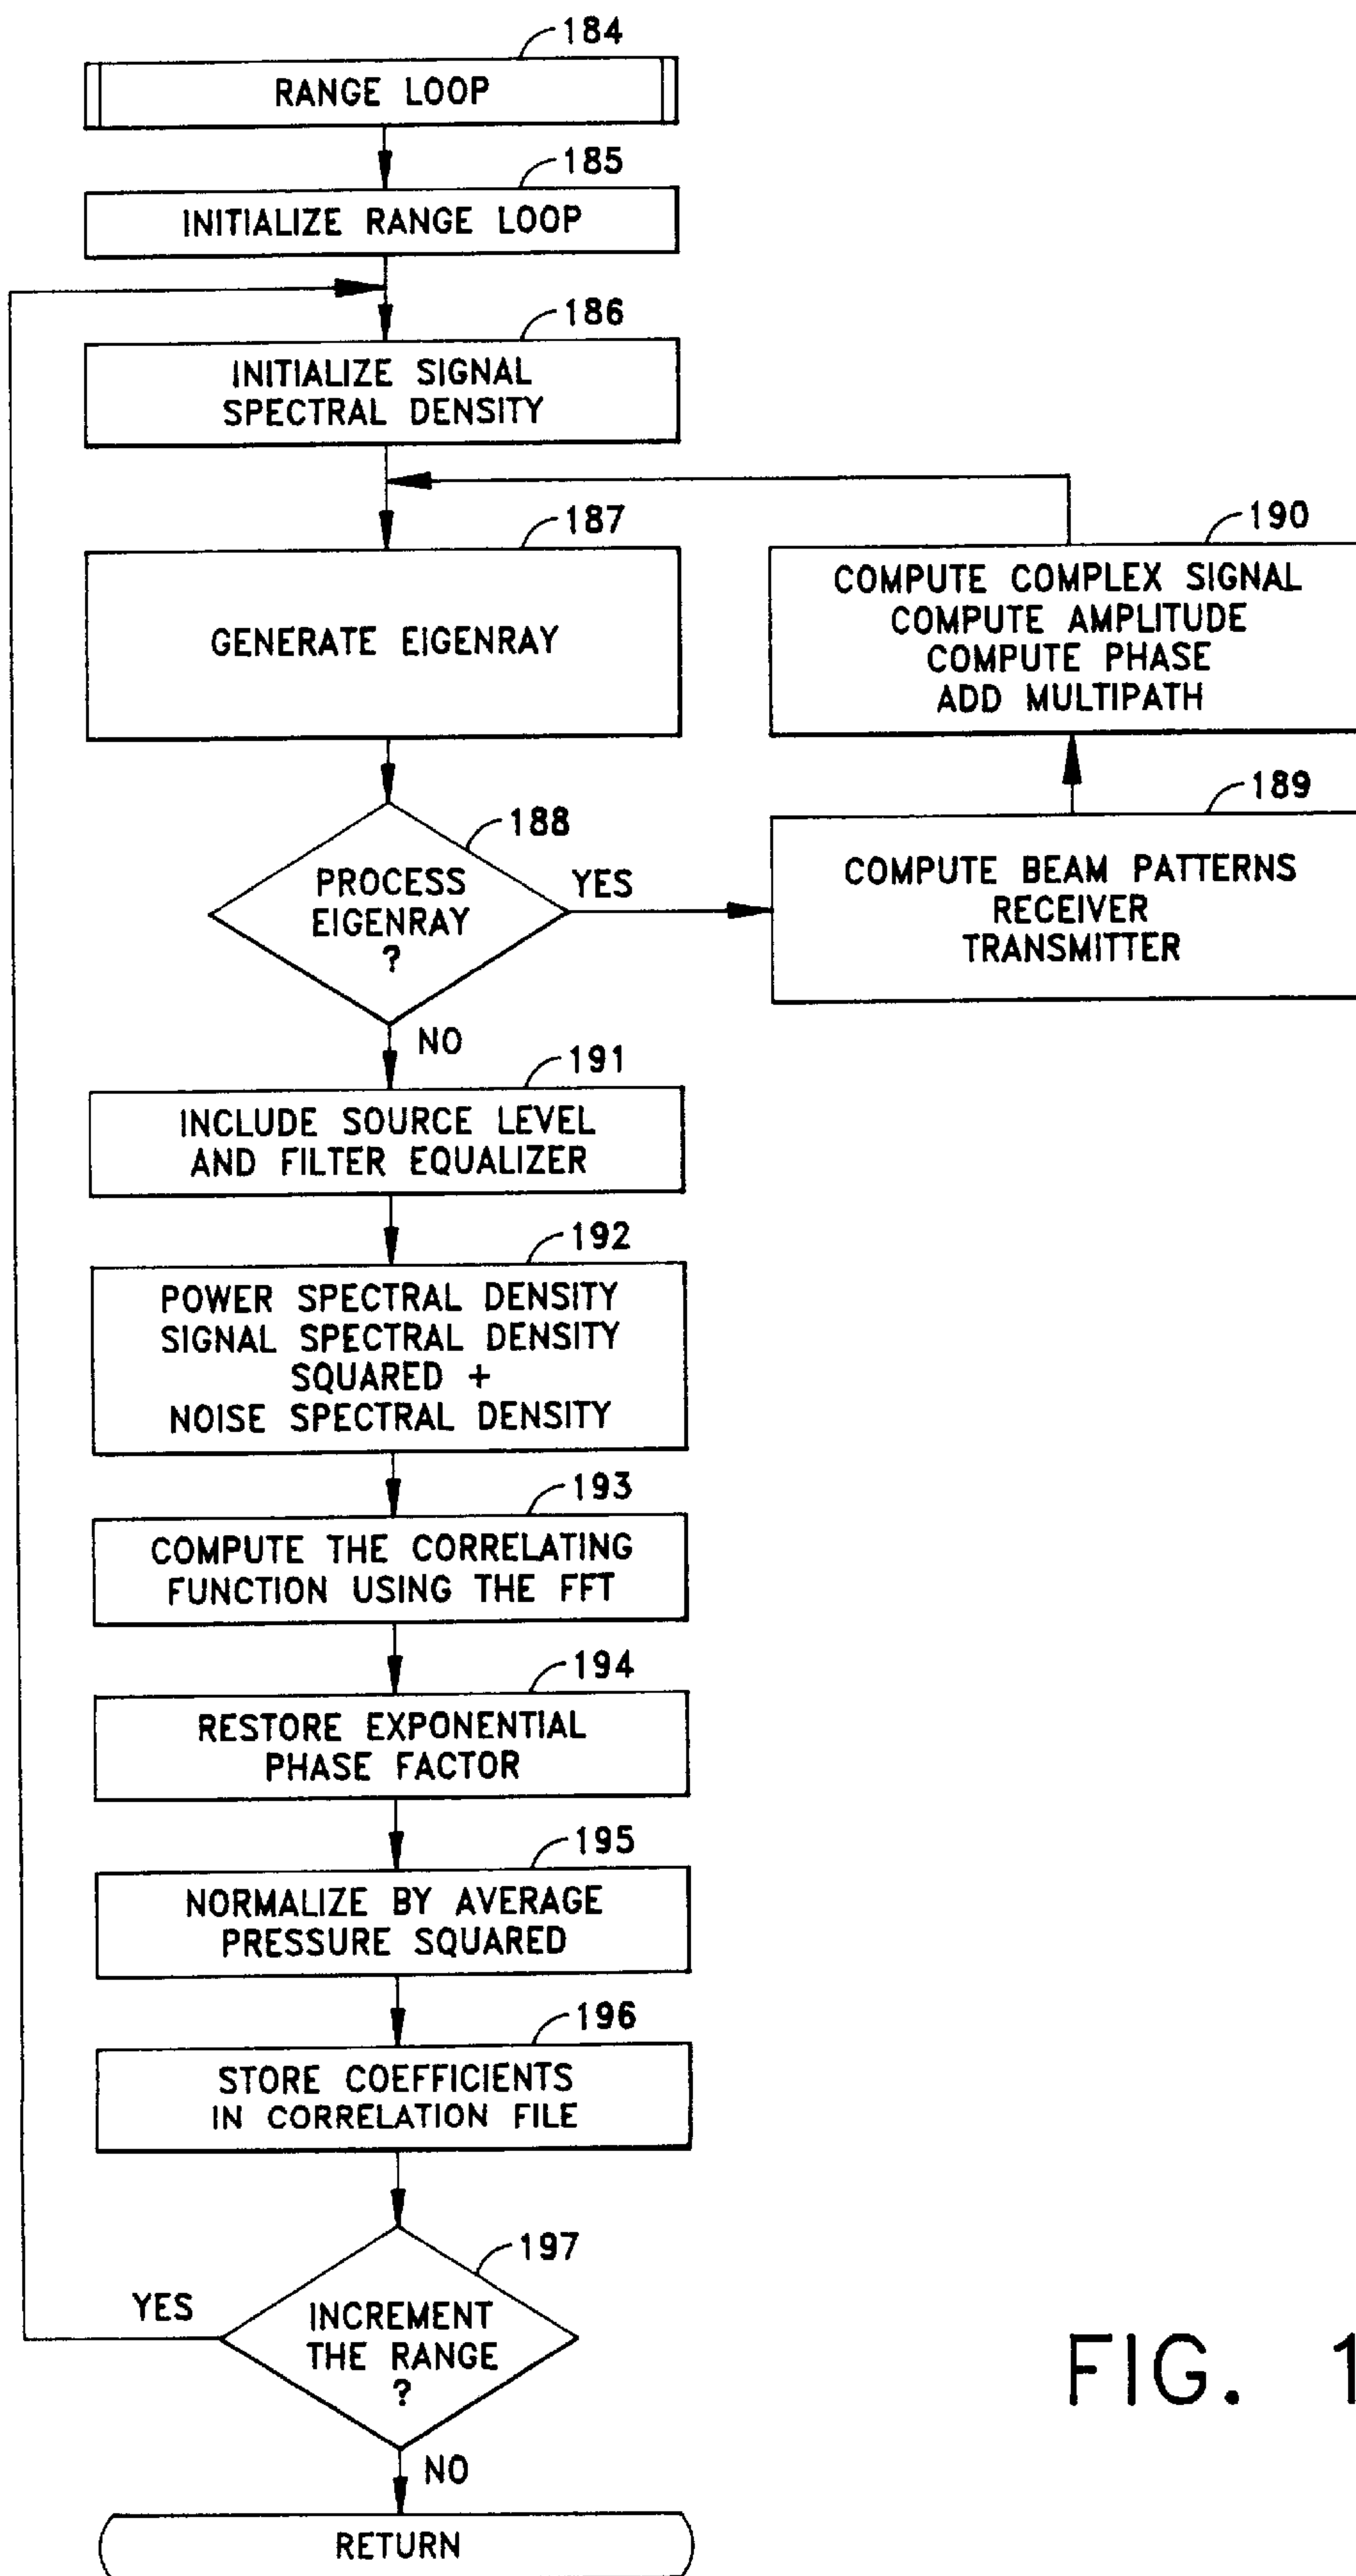 184
RANGE LOOP
185
INITIALIZE RANGE LOOP
186
INITIALIZE SIGNAL
SPECTRAL DENSITY
187
GENERATE EIGENRAY
190
COMPUTE COMPLEX SIGNAL
COMPUTE AMPLITUDE
COMPUTE PHASE
ADD MULTIPATH
188
PROCESS
EIGENRAY
?
YES
189
COMPUTE BEAM PATTERNS
RECEIVER
TRANSMITTER
NO
191
INCLUDE SOURCE LEVEL
AND FILTER EQUALIZER
192
POWER SPECTRAL DENSITY
SIGNAL SPECTRAL DENSITY
SQUARED +
NOISE SPECTRAL DENSITY
193
COMPUTE THE CORRELATING
FUNCTION USING THE FFT
194
RESTORE EXPONENTIAL
PHASE FACTOR
195
NORMALIZE BY AVERAGE
PRESSURE SQUARED
196
STORE COEFFICIENTS
IN CORRELATION FILE
197
INCREMENT
THE RANGE
?
YES
NO
RETURN
FIG. 1